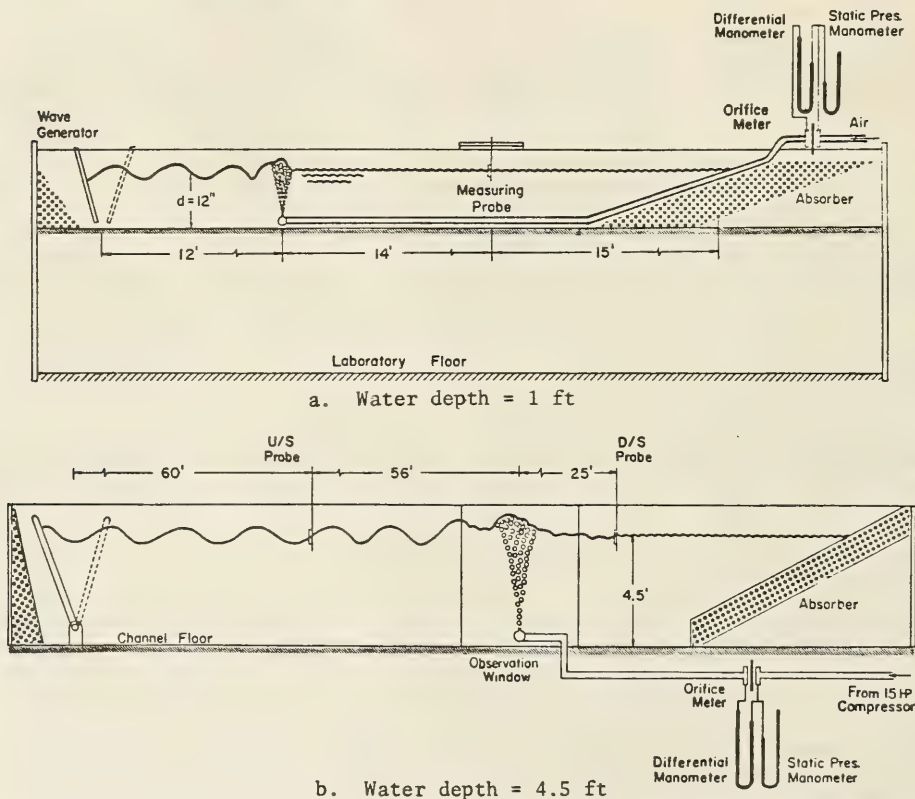 Differential
Manometer
Static Pres.
Manometer
Orifice
Meter
Air
Wave
Generator
d = 12"
Measuring
Probe
Absorber
12'
14'
15'
Laboratory Floor
a. Water depth = 1 ft
U/S
Probe
D/S
Probe
60'
56'
25'
4.5'
Absorber
Channel Floor
Observation
Window
Orifice
Meter
From 15 HP
Compressor
Differential
Manometer
Static Pres.
Manometer
b. Water depth = 4.5 ft